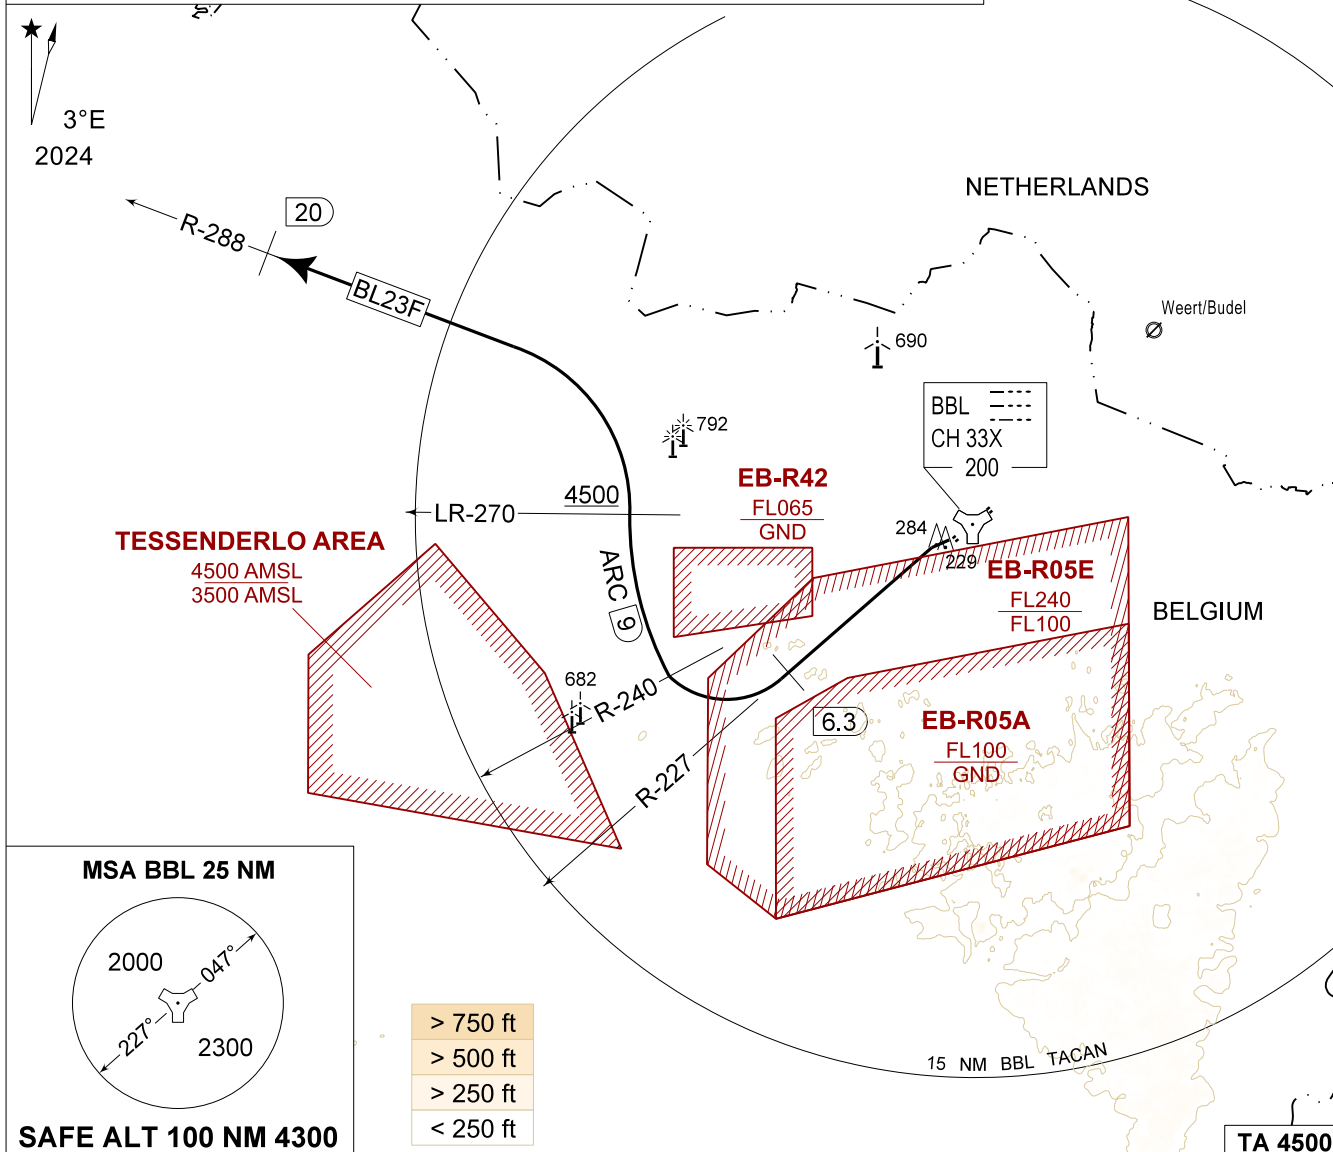 3°E
2024
NETHERLANDS
20
R-288
BL23F
Weert/Budel
690
BBL
CH 33X
200
792
EB-R42
FL065
GND
4500
LR-270
284
229
TESSENDERLO AREA
4500 AMSL
3500 AMSL
ARC 9
EB-R05E
FL240
FL100
BELGIUM
682
R-240
6.3
EB-R05A
FL100
GND
R-227
MSA BBL 25 NM
2000
047°
227°
2300
SAFE ALT 100 NM 4300
> 750 ft
> 500 ft
> 250 ft
< 250 ft
15 NM BBL TACAN
TA 4500